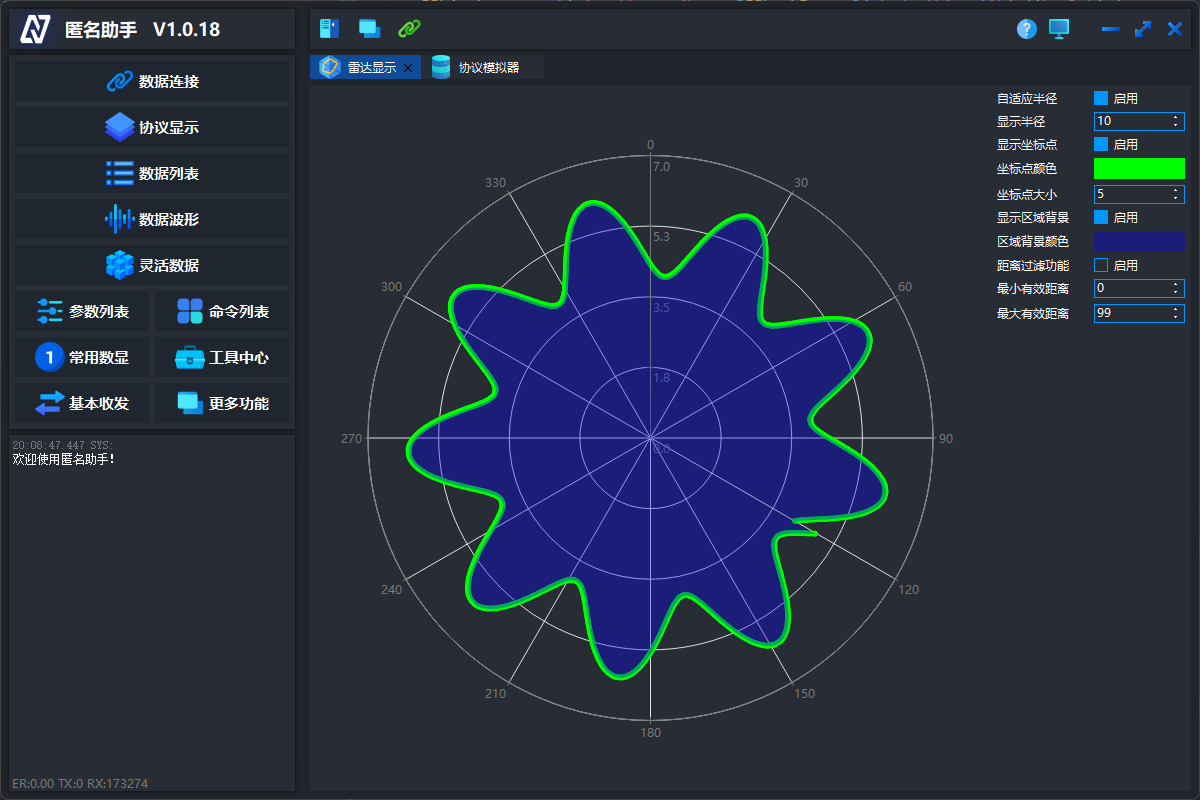 匿名助手 V1.0.18
数据连接
协议显示
数据列表
数据波形
灵活数据
参数列表
命令列表
1 常用数显
工具中心
基本收发
更多功能
20:08:47.447 SYS:
欢迎使用匿名助手!
ER:0.00 TX:0 RX:173274
?
雷达显示
协议模拟器
0
7.0
330
30
5.3
300
60
3.5
1.8
270
0.0
90
240
120
210
150
180
自适应半径 启用
显示半径 10
显示坐标点 启用
坐标点颜色
坐标点大小 5
显示区域背景 启用
区域背景颜色
距离过滤功能 启用
最小有效距离 0
最大有效距离 99